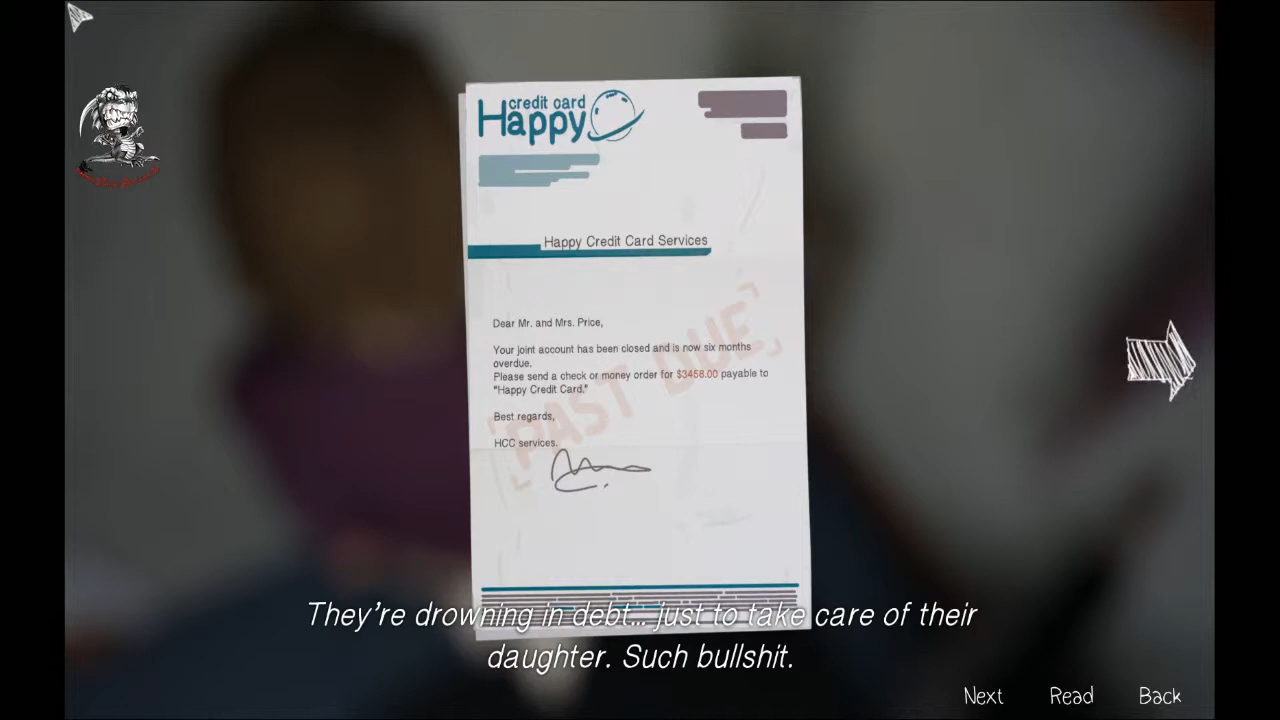 credit card
Happy
Happy Credit Card Services
Dear Mr. and Mrs. Price,
Your joint account has been closed and is now six months
overdue.
Please send a check or money order for $3458.00 payable to
"Happy Credit Card."
Best regards,
HCC services.
PAST DUE
They're drowning in debt... just to take care of their
daughter. Such bullshit.
Next Read Back